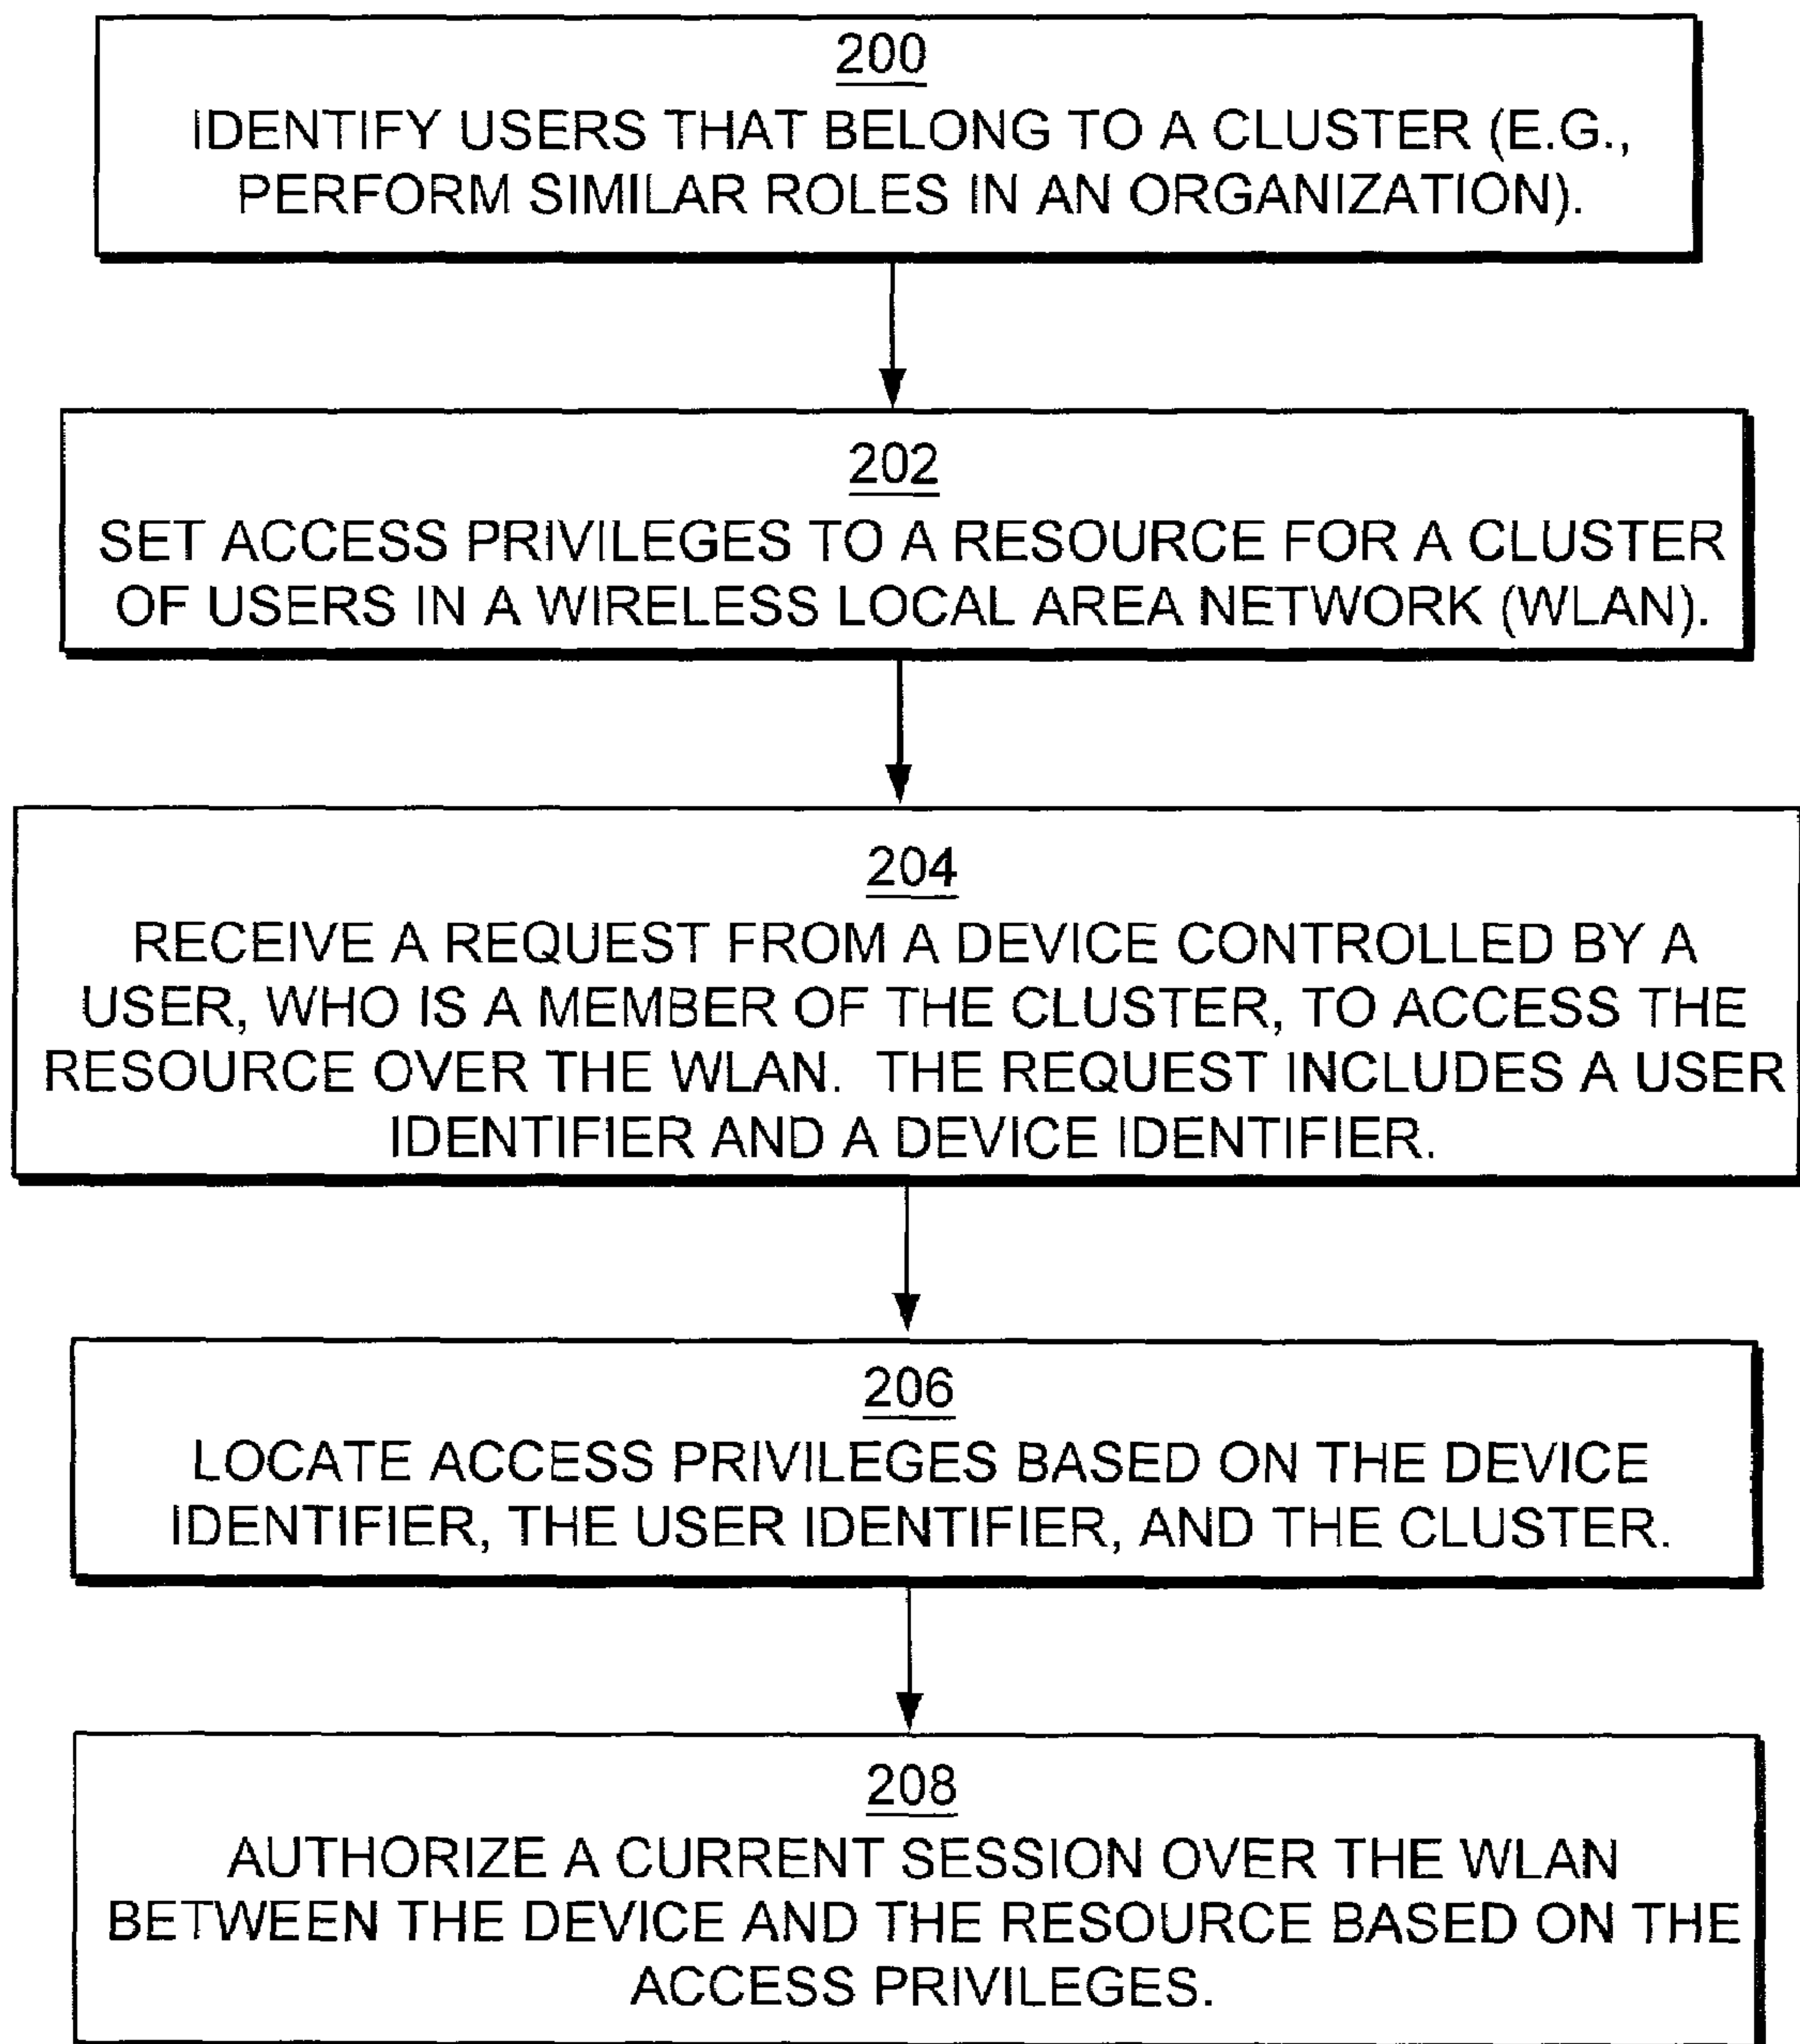 200
IDENTIFY USERS THAT BELONG TO A CLUSTER (E.G.,
PERFORM SIMILAR ROLES IN AN ORGANIZATION).
202
SET ACCESS PRIVILEGES TO A RESOURCE FOR A CLUSTER
OF USERS IN A WIRELESS LOCAL AREA NETWORK (WLAN).
204
RECEIVE A REQUEST FROM A DEVICE CONTROLLED BY A
USER, WHO IS A MEMBER OF THE CLUSTER, TO ACCESS THE
RESOURCE OVER THE WLAN. THE REQUEST INCLUDES A USER
IDENTIFIER AND A DEVICE IDENTIFIER.
206
LOCATE ACCESS PRIVILEGES BASED ON THE DEVICE
IDENTIFIER, THE USER IDENTIFIER, AND THE CLUSTER.
208
AUTHORIZE A CURRENT SESSION OVER THE WLAN
BETWEEN THE DEVICE AND THE RESOURCE BASED ON THE
ACCESS PRIVILEGES.